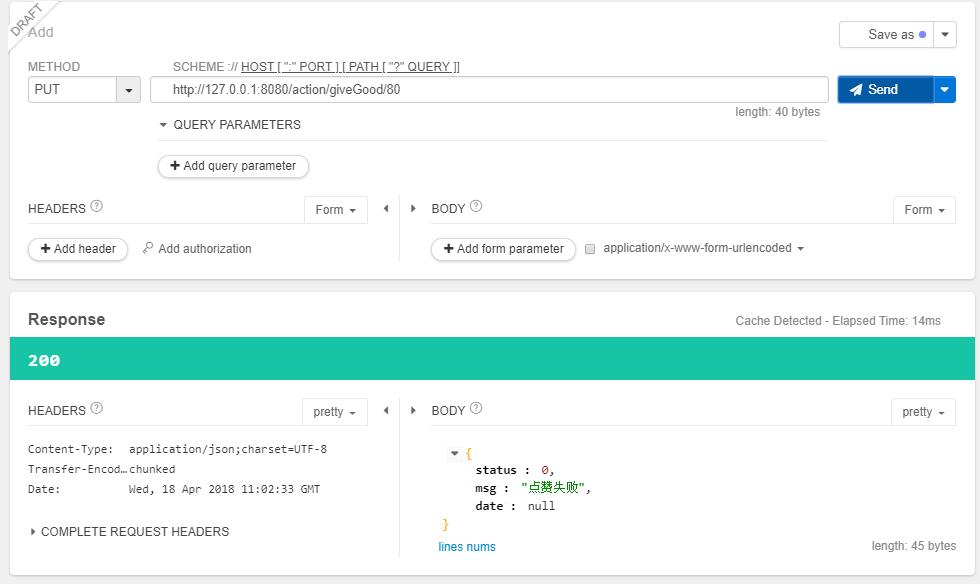 DRAFT
Add
Save as
METHOD
SCHEME :// HOST [ ":" PORT ] [ PATH [ "?" QUERY ]]
PUT
http://127.0.0.1:8080/action/giveGood/80
Send
length: 40 bytes
QUERY PARAMETERS
+ Add query parameter
HEADERS ?
Form
BODY ?
Form
+ Add header
Add authorization
+ Add form parameter
application/x-www-form-urlencoded
Response
Cache Detected - Elapsed Time: 14ms
200
HEADERS ?
pretty
BODY ?
pretty
Content-Type: application/json;charset=UTF-8
Transfer-Encod… chunked
Date: Wed, 18 Apr 2018 11:02:33 GMT
COMPLETE REQUEST HEADERS
{
status : 0,
msg : "点赞失败",
date : null
}
lines nums
length: 45 bytes